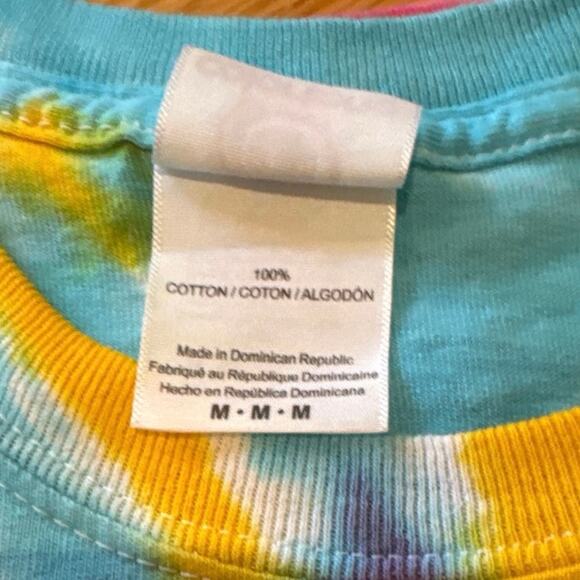 100%
COTTON / COTON / ALGODÓN
Made in Dominican Republic
Fabriqué au République Dominicaine
Hecho en República Dominicana
M • M • M